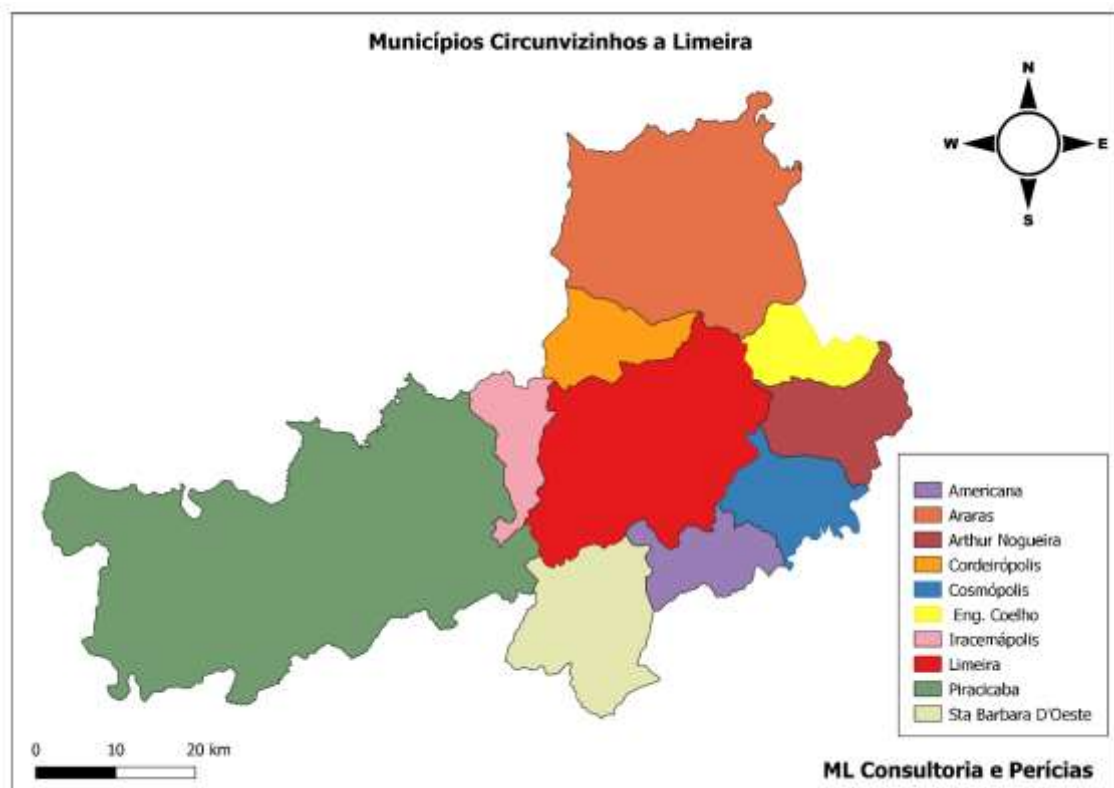 Municípios Circunvizinhos a Limeira
N
W E
S
Americana
Araras
Arthur Nogueira
Cordeirópolis
Cosmópolis
Eng. Coelho
Iracemápolis
Limeira
Piracicaba
Sta Barbara D'Oeste
0 10 20 km
ML Consultoria e Perícias